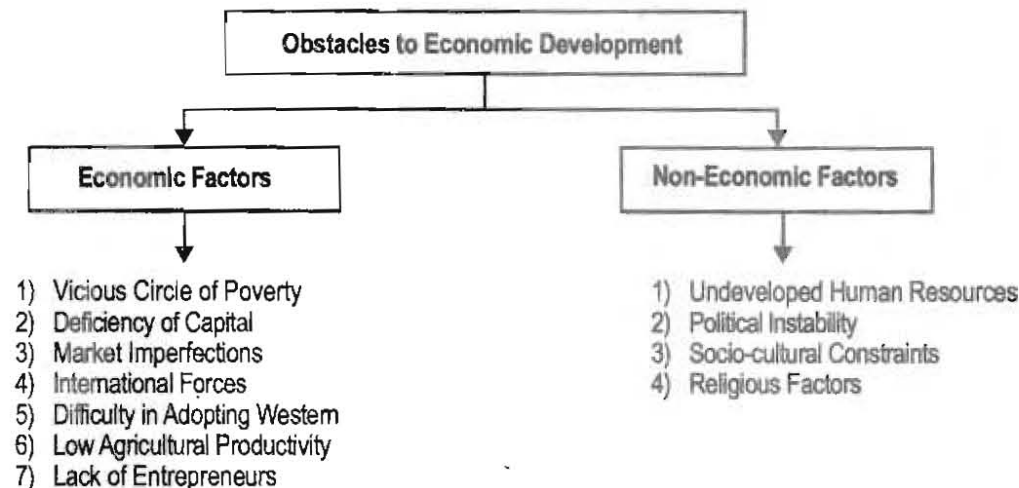 Obstacles to Economic Development
Economic Factors
1) Vicious Circle of Poverty
2) Deficiency of Capital
3) Market Imperfections
4) International Forces
5) Difficulty in Adopting Western
6) Low Agricultural Productivity
7) Lack of Entrepreneurs
Non-Economic Factors
1) Undeveloped Human Resources
2) Political Instability
3) Socio-cultural Constraints
4) Religious Factors